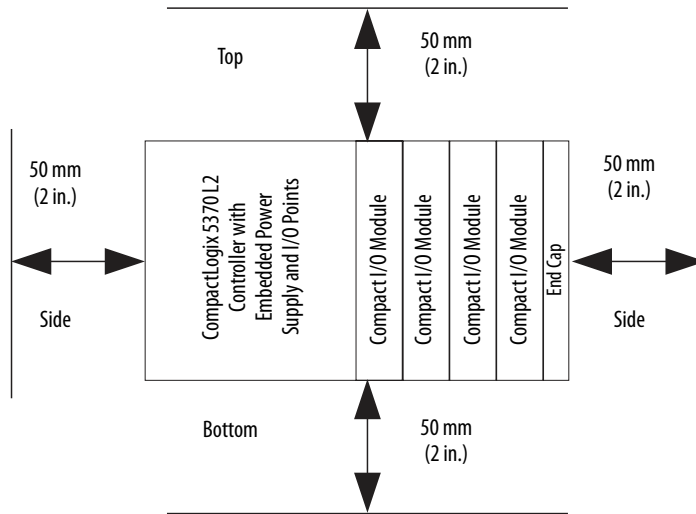 Top
50 mm
(2 in.)
50 mm
(2 in.)
Side
CompactLogix 5370 L2
Controller with
Embedded Power
Supply and I/O Points
Compact I/O Module
Compact I/O Module
Compact I/O Module
Compact I/O Module
End Cap
50 mm
(2 in.)
Side
Bottom
50 mm
(2 in.)